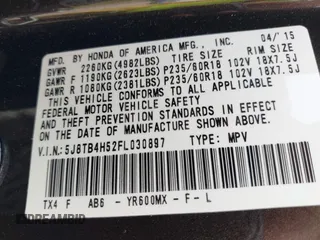 MFD. BY HONDA OF AMERICA MFG., INC. 04/15
GVWR 2260KG(4982LBS) TIRE SIZE RIM SIZE
GAWR F 1190KG(2623LBS) P235/60R18 102V 18X7.5J
GAWR R 1080KG(2381LBS) P235/60R18 102V 18X7.5J
THIS VEHICLE CONFORMS TO ALL APPLICABLE
FEDERAL MOTOR VEHICLE SAFETY AND
THEFT PREVENTION STANDARDS IN EFFECT ON
THE DATE OF MANUFACTURE SHOWN ABOVE.
V.I.N.: 5J8TB4H52FL030897 TYPE: MPV
TX4 F AB6 - YR600MX - F - L